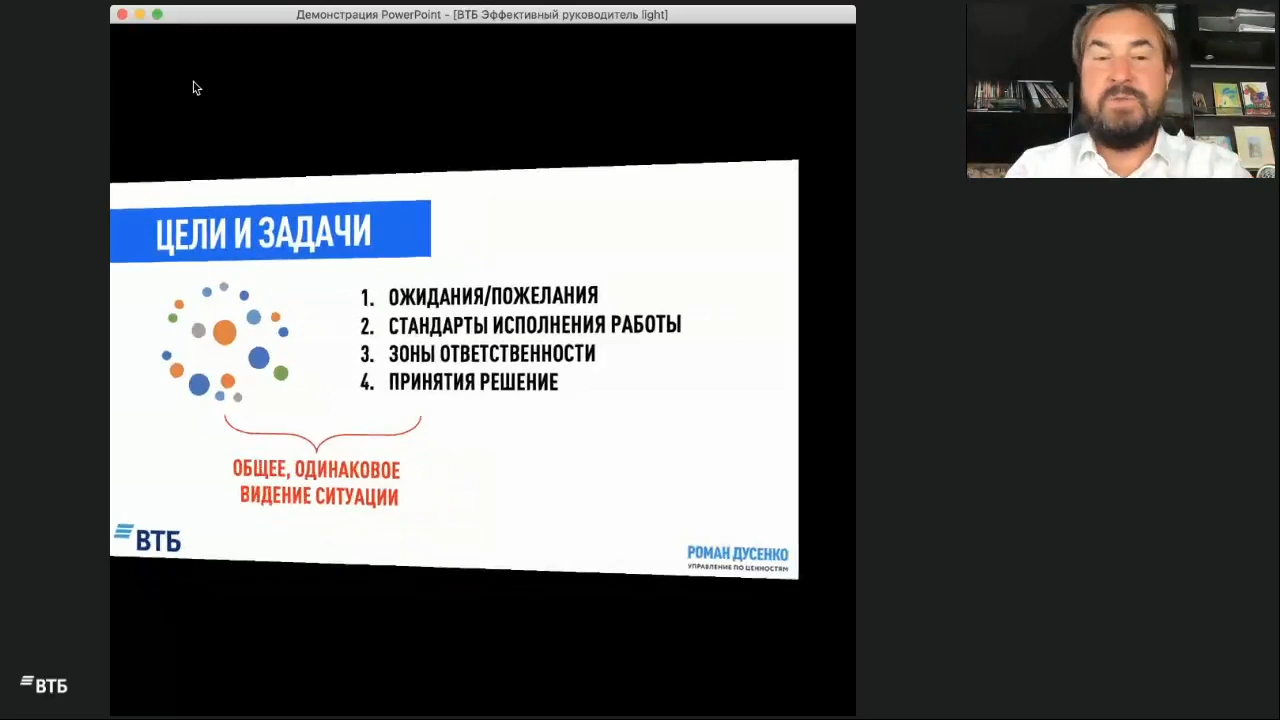 Демонстрация PowerPoint - [ВТБ Эффективный руководитель light]
ЦЕЛИ И ЗАДАЧИ
1. ОЖИДАНИЯ/ПОЖЕЛАНИЯ
2. СТАНДАРТЫ ИСПОЛНЕНИЯ РАБОТЫ
3. ЗОНЫ ОТВЕТСТВЕННОСТИ
4. ПРИНЯТИЯ РЕШЕНИЕ
ОБЩЕЕ, ОДИНАКОВОЕ
ВИДЕНИЕ СИТУАЦИИ
ВТБ
РОМАН ДУСЕНКО
УПРАВЛЕНИЕ ПО ЦЕННОСТЯМ
ВТБ